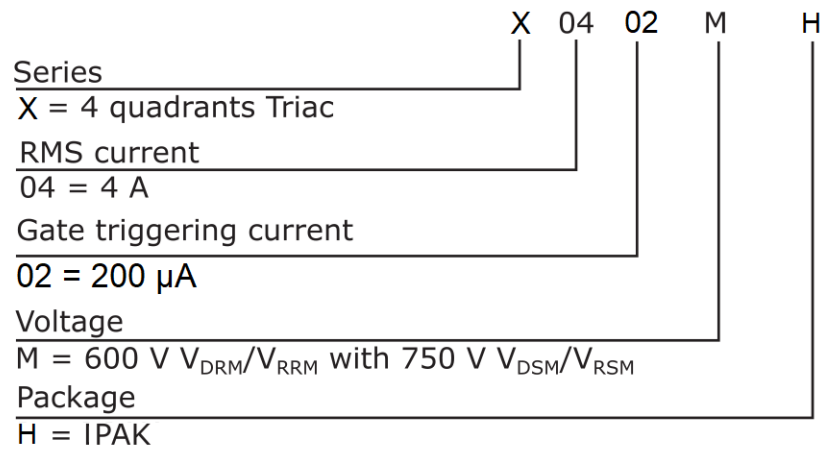 X 04 02 M H
Series
X = 4 quadrants Triac
RMS current
04 = 4 A
Gate triggering current
02 = 200 µA
Voltage
M = 600 V VDRM/VRRM with 750 V VDSM/VRSM
Package
H = IPAK